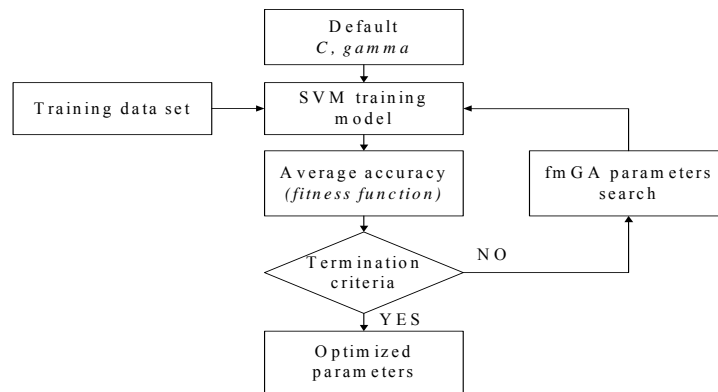 Default
C, gamma
Training data set
SVM training
model
Average accuracy
(fitness function)
fmGA parameters
search
Termination
criteria
NO
YES
Optimized
parameters